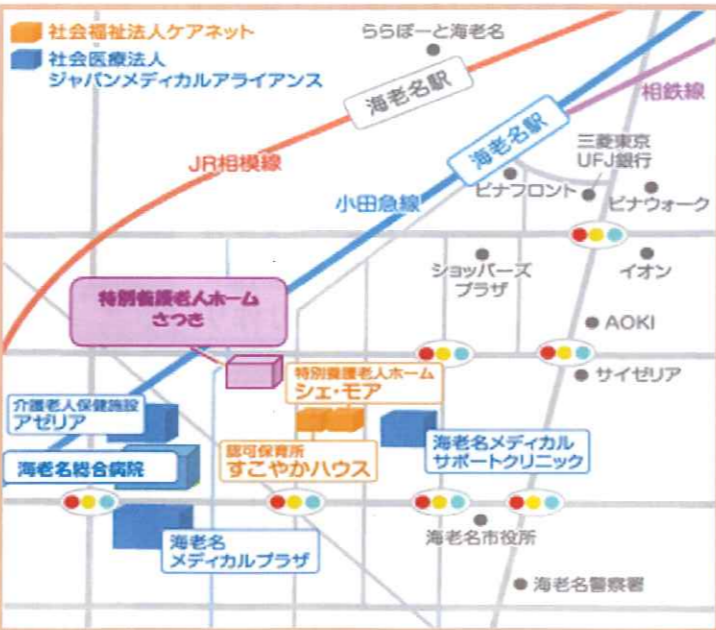 社会福祉法人ケアネット
社会医療法人
ジャパンメディカルアライアンス
ららぽーと海老名
海老名駅
相鉄線
海老名駅
三菱東京
UFJ銀行
JR相模線
ビナフロント
ビナウォーク
小田急線
ショッパーズ
プラザ
イオン
特別養護老人ホーム
さつき
AOKI
特別養護老人ホーム
シェ・モア
サイゼリア
介護老人保健施設
アゼリア
認可保育所
すこやかハウス
海老名メディカル
サポートクリニック
海老名総合病院
海老名
メディカルプラザ
海老名市役所
海老名警察署